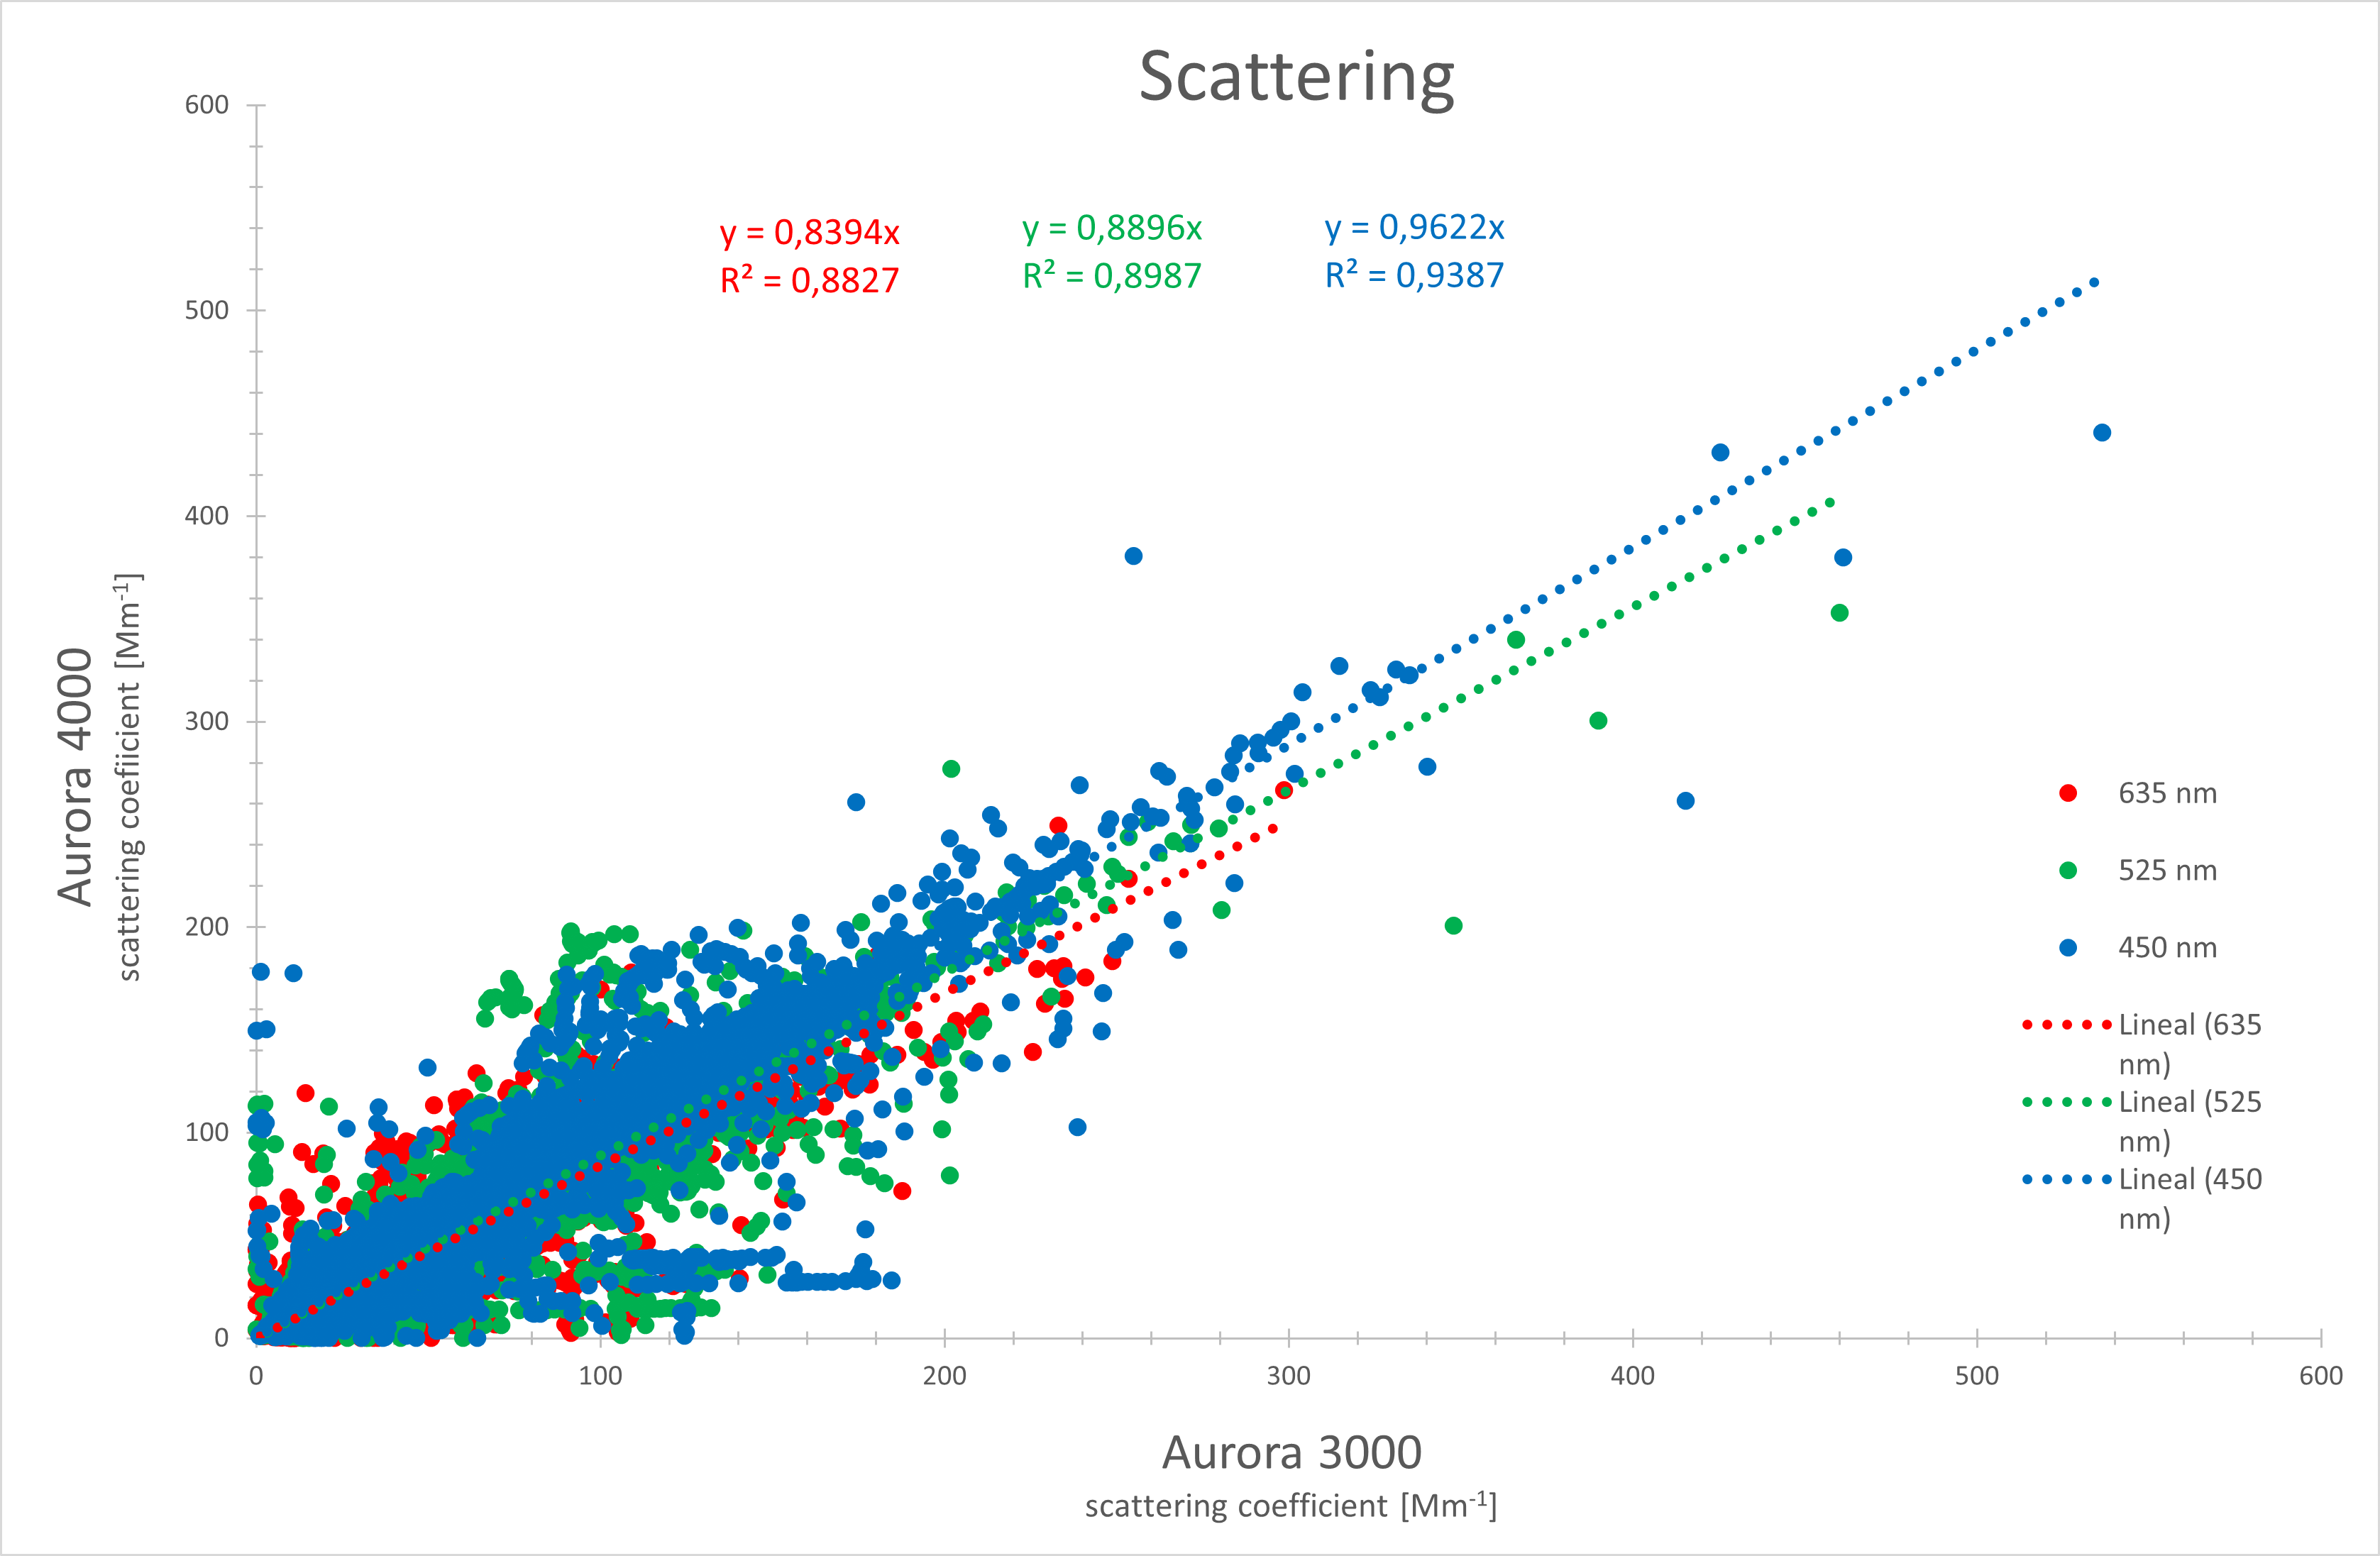 Scattering
y = 0,8394x
R² = 0,8827
y = 0,8896x
R² = 0,8987
y = 0,9622x
R² = 0,9387
Aurora 4000
scattering coefiicient [Mm⁻¹]
600
500
400
300
200
100
0
0
100
200
300
400
500
600
Aurora 3000
scattering coefficient [Mm⁻¹]
635 nm
525 nm
450 nm
Lineal (635
nm)
Lineal (525
nm)
Lineal (450
nm)